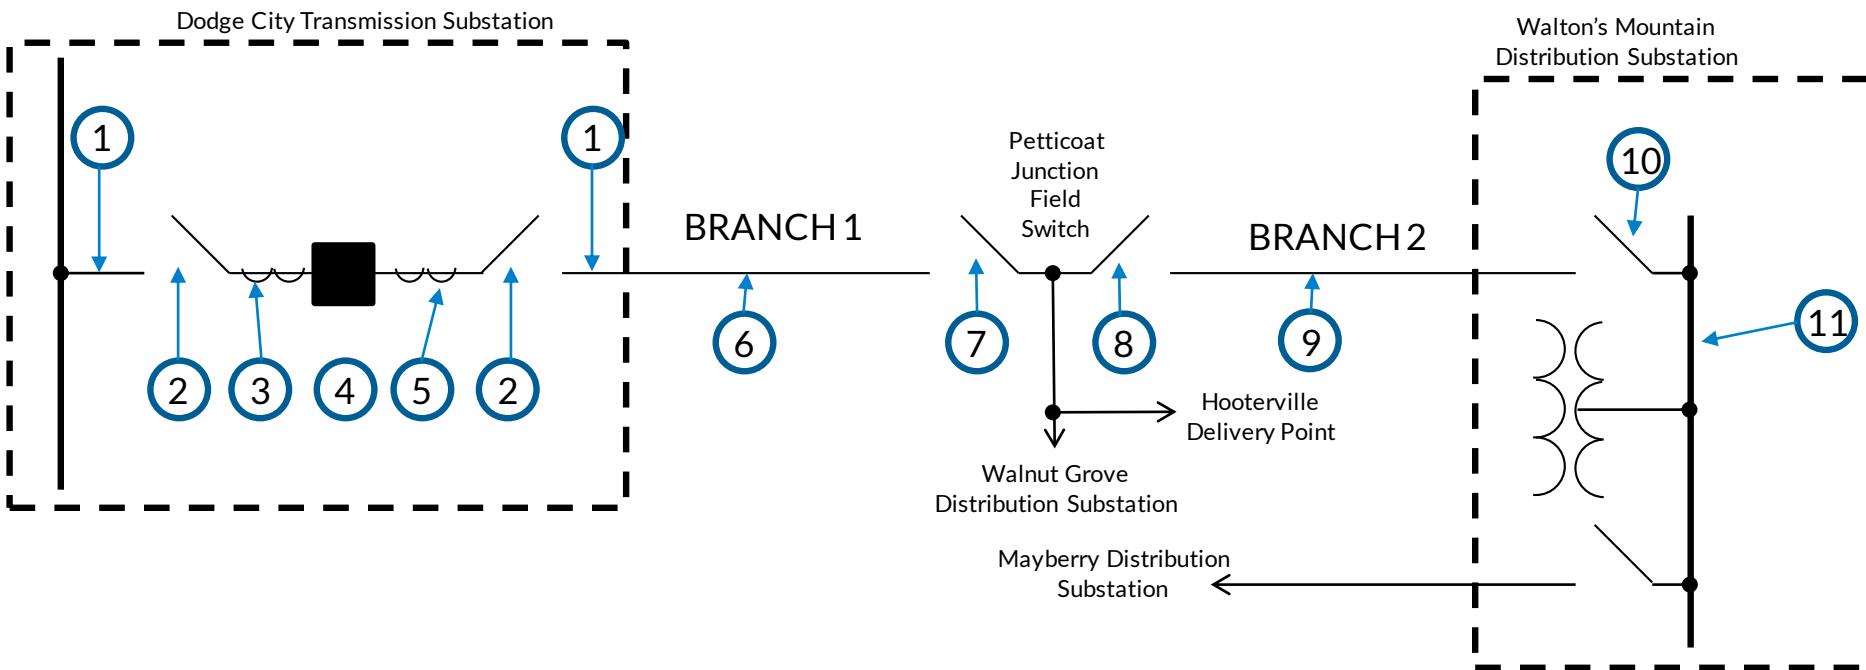 Dodge City Transmission Substation
Walton’s Mountain
Distribution Substation
1
1
10
Petticoat
Junction
Field
Switch
BRANCH 1
BRANCH 2
11
6
7
8
9
2
3
4
5
2
Hooterville
Delivery Point
Walnut Grove
Distribution Substation
Mayberry Distribution
Substation